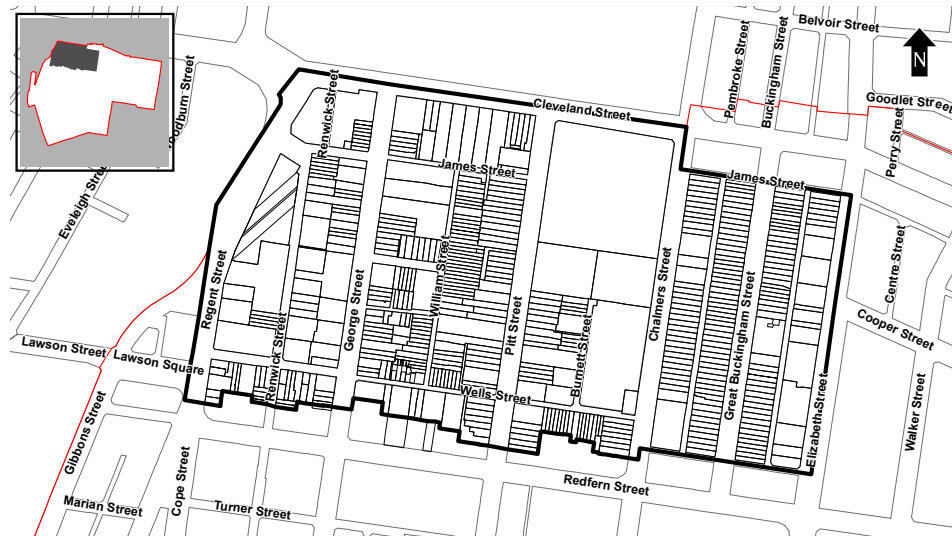 Belvoir Street
Pembroke Street
Buckingham Street
N
Goodlet Street
Perry Street
Cleveland Street
Renwick Street
James Street
James Street
Eveleigh Street
William Street
Regent Street
George Street
Pitt Street
Burnett Street
Chalmers Street
Great Buckingham Street
Centre Street
Cooper Street
Lawson Street
Lawson Square
Renwick Street
Wells Street
Elizabeth Street
Walker Street
Gibbons Street
Cope Street
Redfern Street
Marian Street
Turner Street